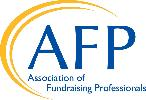 AFP
Association of
Fundraising Professionals